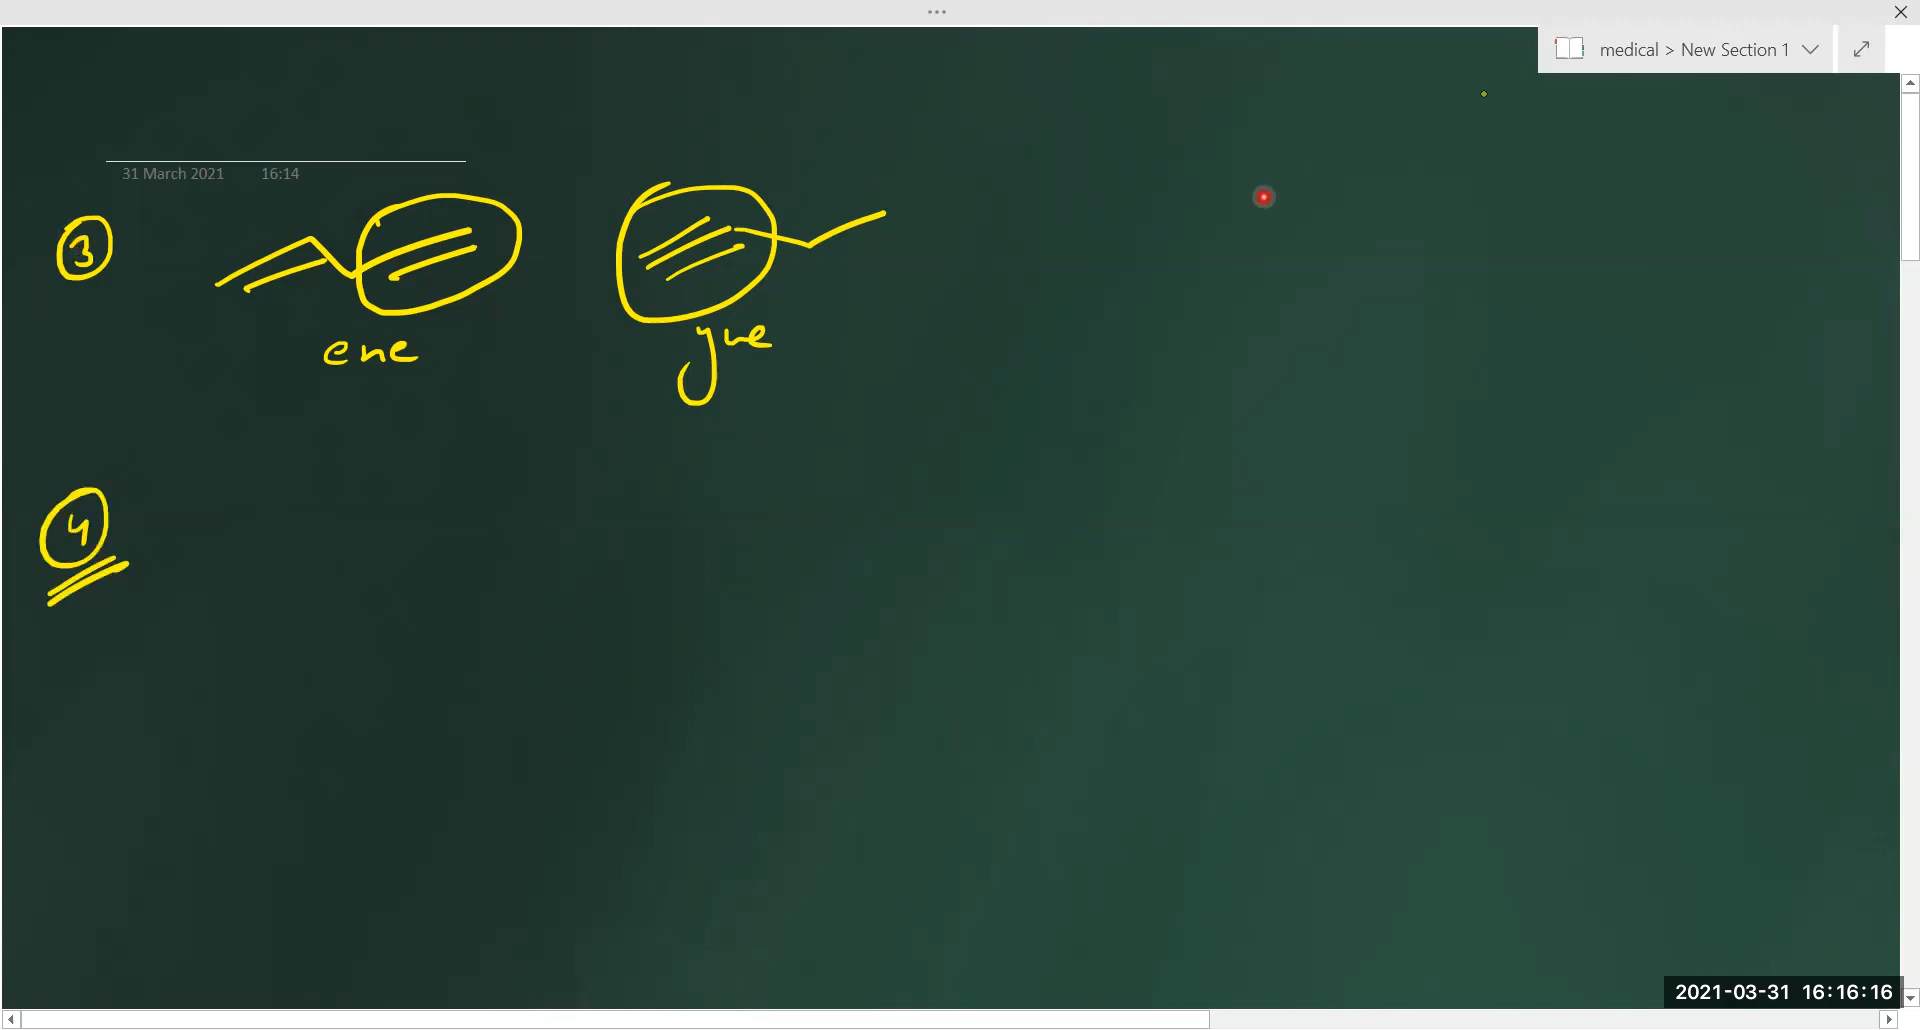 medical > New Section 1
31 March 2021 16:14
3
ene
yne
4
2021-03-31 16:16:16